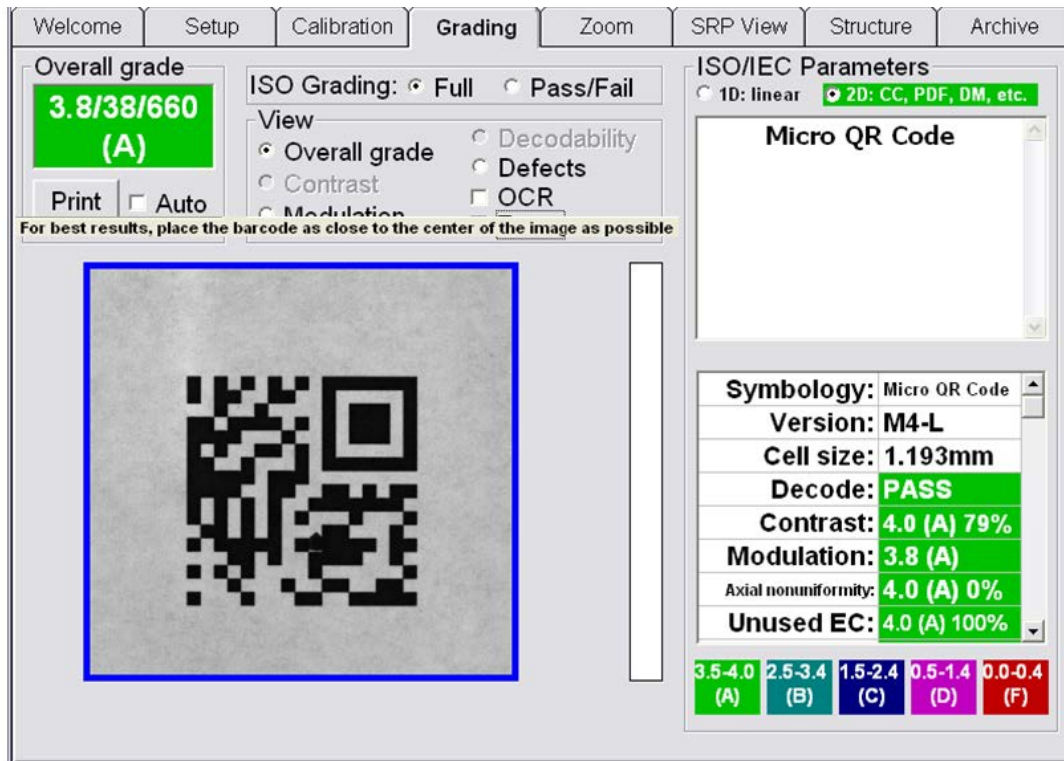 Welcome Setup Calibration Grading Zoom SRP View Structure Archive
Overall grade
3.8/38/660
(A)
Print Auto
ISO Grading: Full Pass/Fail
View
Overall grade Decodability
Contrast Defects
Modulation OCR
For best results, place the barcode as close to the center of the image as possible
ISO/IEC Parameters
1D: linear 2D: CC, PDF, DM, etc.
Micro QR Code
Symbology: Micro QR Code
Version: M4-L
Cell size: 1.193mm
Decode: PASS
Contrast: 4.0 (A) 79%
Modulation: 3.8 (A)
Axial nonuniformity: 4.0 (A) 0%
Unused EC: 4.0 (A) 100%
3.5-4.0 2.5-3.4 1.5-2.4 0.5-1.4 0.0-0.4
(A) (B) (C) (D) (F)